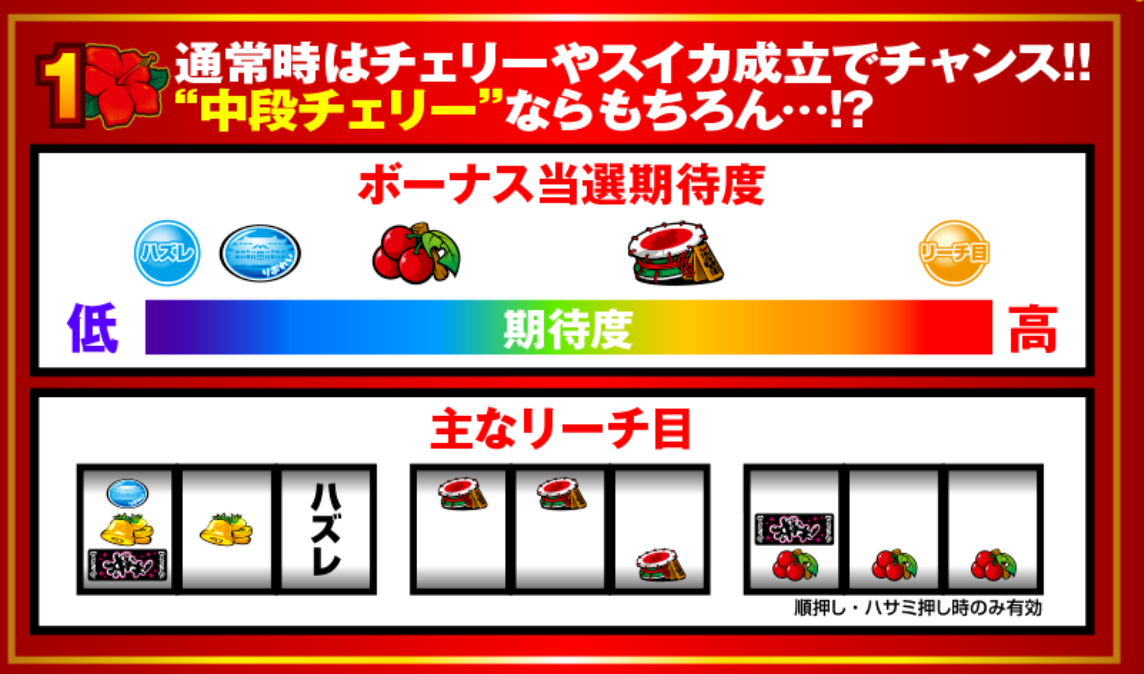 1
通常時はチェリーやスイカ成立でチャンス!!
“中段チェリー”ならもちろん…!?
ボーナス当選期待度
ハズレ
りぷれい
リーチ目
低
期待度
高
主なリーチ目
ハズレ
順押し・ハサミ押し時のみ有効